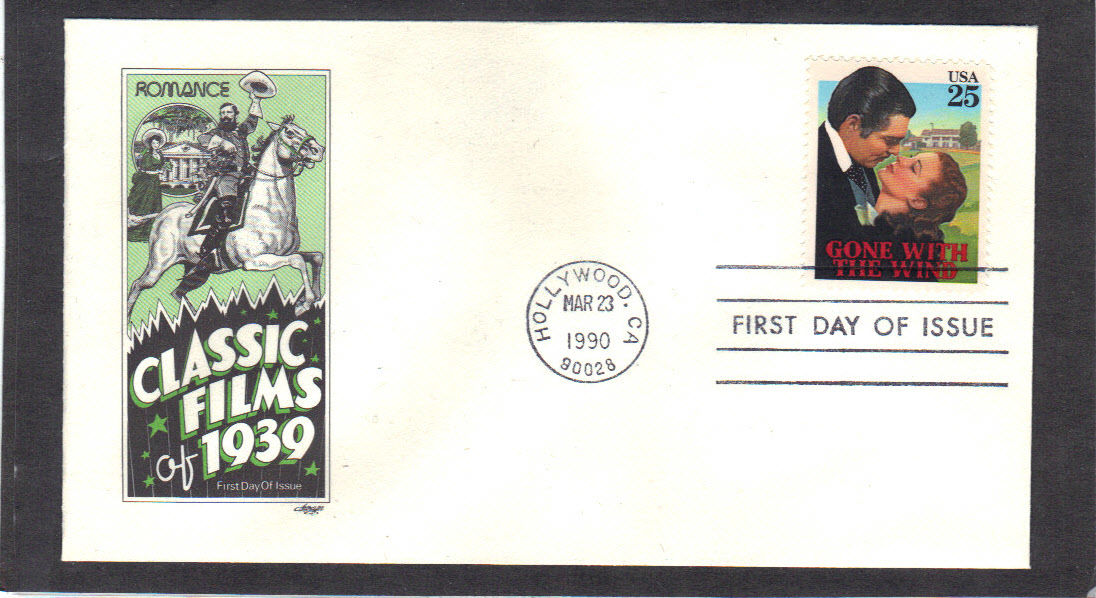 ROMANCE
CLASSIC
FILMS
of 1939
First Day Of Issue
USA
25
GONE WITH
THE WIND
HOLLYWOOD, CA
MAR 23
1990
90028
FIRST DAY OF ISSUE